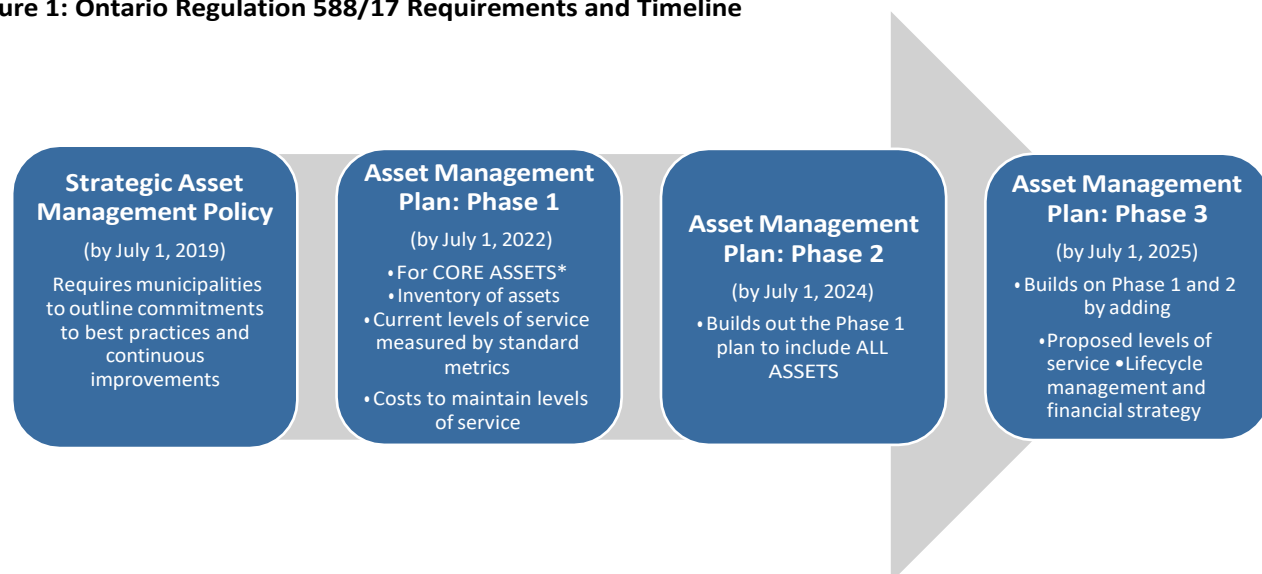 ure 1: Ontario Regulation 588/17 Requirements and Timeline
Strategic Asset
Management Policy
(by July 1, 2019)
Requires municipalities
to outline commitments
to best practices and
continuous
improvements
Asset Management
Plan: Phase 1
(by July 1, 2022)
•For CORE ASSETS*
•Inventory of assets
•Current levels of service
measured by standard
metrics
•Costs to maintain levels
of service
Asset Management
Plan: Phase 2
(by July 1, 2024)
•Builds out the Phase 1
plan to include ALL
ASSETS
Asset Management
Plan: Phase 3
(by July 1, 2025)
•Builds on Phase 1 and 2
by adding
•Proposed levels of
service •Lifecycle
management and
financial strategy